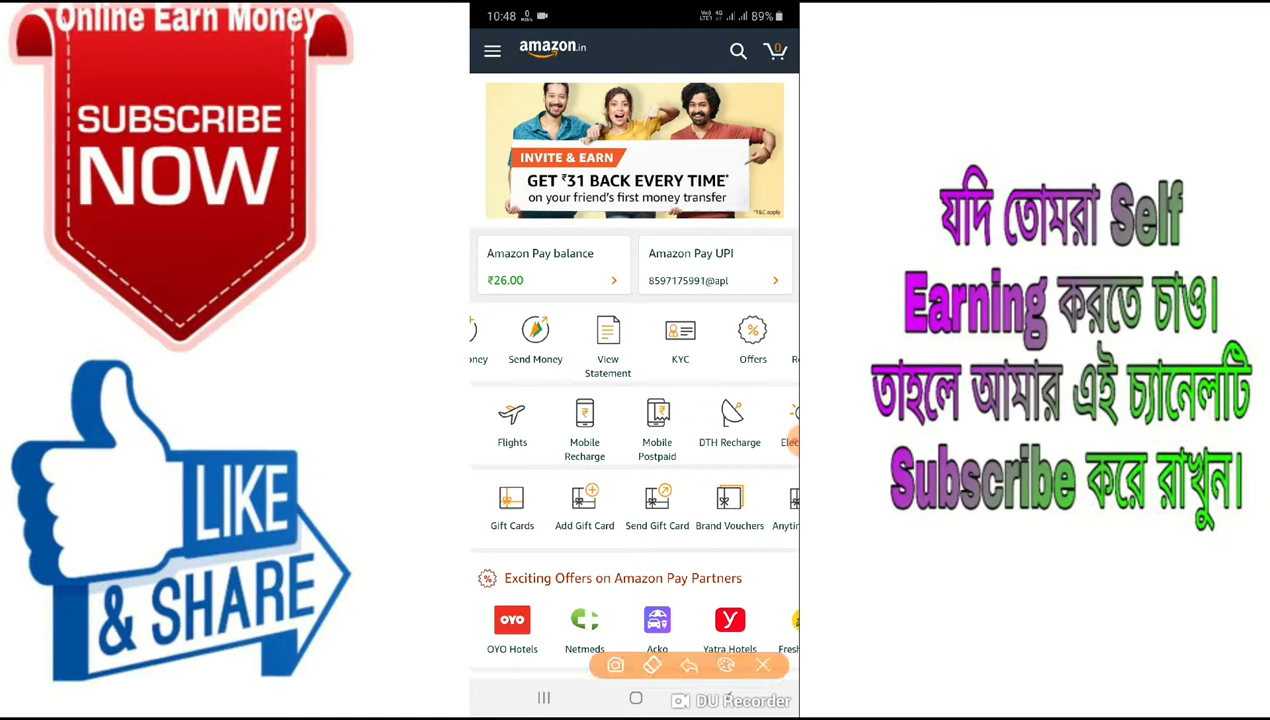 Online Earn Money
SUBSCRIBE
NOW
LIKE
& SHARE
10:48 0 89%
amazon.in
0
INVITE & EARN
GET ₹31 BACK EVERY TIME*
on your friend's first money transfer
*T&C apply
Amazon Pay balance
₹26.00
Amazon Pay UPI
8597175991@apl
Send Money
View
Statement
KYC
Offers
Flights
Mobile
Recharge
Mobile
Postpaid
DTH Recharge
Gift Cards
Add Gift Card
Send Gift Card
Brand Vouchers
Exciting Offers on Amazon Pay Partners
OYO
OYO Hotels
Netmeds
Acko
Yatra Hotels
DU Recorder
যদি তোমরা Self
Earning করতে চাও।
তাহলে আমার এই চ্যানেলটি
Subscribe করে রাখুন।